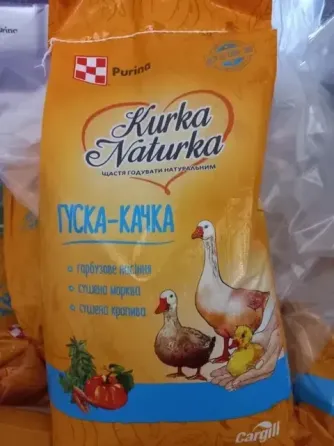 Purina
Kurka
Naturka
ЩАСТЯ ГОДУВАТИ НАТУРАЛЬНИМ
ГУСКА-КАЧКА
гарбузове насіння
сушена морква
сушена кропива
Cargill